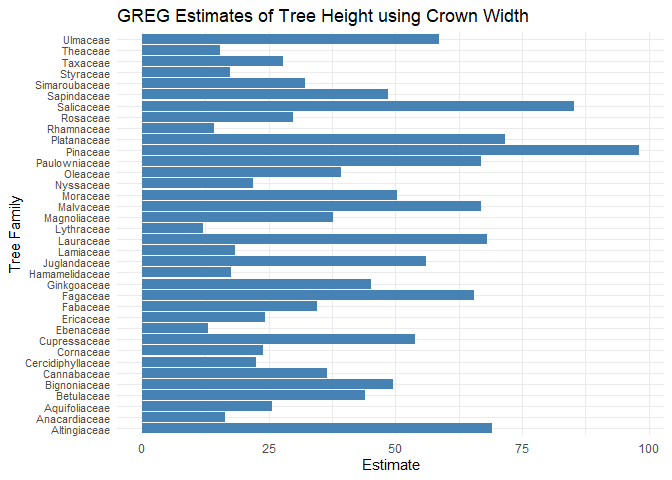 GREG Estimates of Tree Height using Crown Width
Ulmaceae
Theaceae
Taxaceae
Styraceae
Simaroubaceae
Sapindaceae
Salicaceae
Rosaceae
Rhamnaceae
Platanaceae
Pinaceae
Paulowniaceae
Oleaceae
Nyssaceae
Moraceae
Malvaceae
Magnoliaceae
Lythraceae
Lauraceae
Lamiaceae
Juglandaceae
Hamamelidaceae
Ginkgoaceae
Fagaceae
Fabaceae
Ericaceae
Ebenaceae
Cupressaceae
Cornaceae
Cercidiphyllaceae
Cannabaceae
Bignoniaceae
Betulaceae
Aquifoliaceae
Anacardiaceae
Altingiaceae
Tree Family
0 25 50 75 100
Estimate